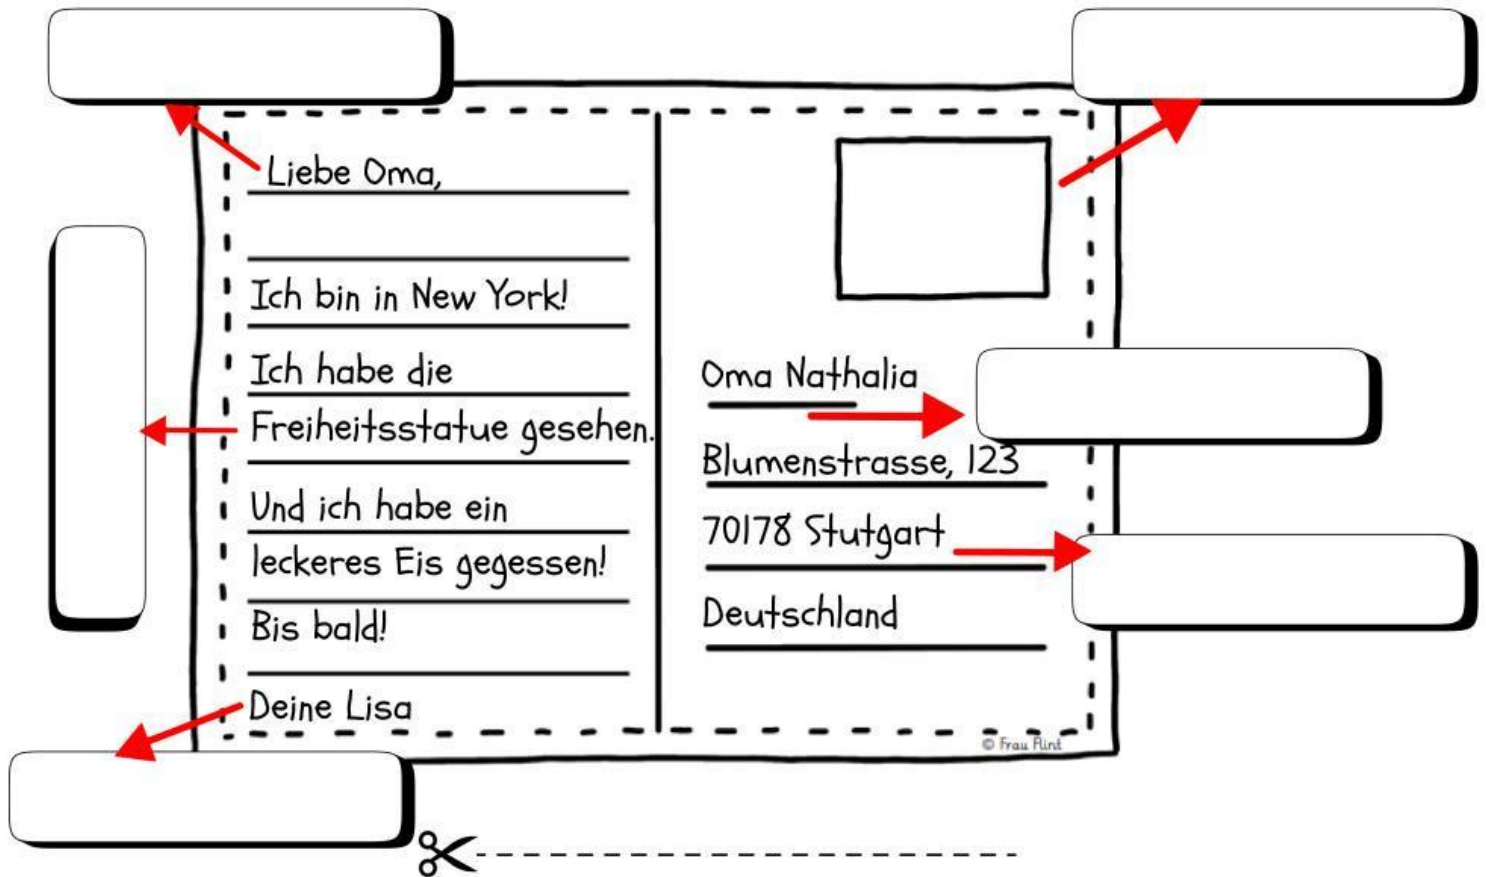 Liebe Oma,
Ich bin in New York!
Ich habe die
Freiheitsstatue gesehen.
Und ich habe ein
leckeres Eis gegessen!
Bis bald!
Deine Lisa
Oma Nathalia
Blumenstrasse, 123
70178 Stutgart
Deutschland
© Frau Flint